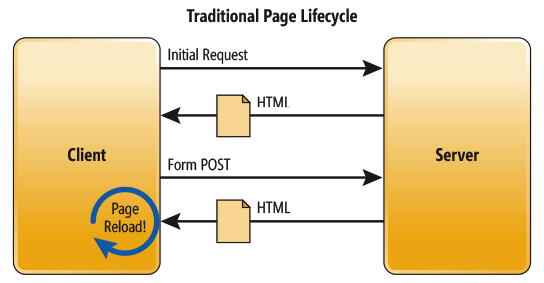 Traditional Page Lifecycle
Initial Request
HTML
Client
Server
Form POST
Page
Reload!
HTML